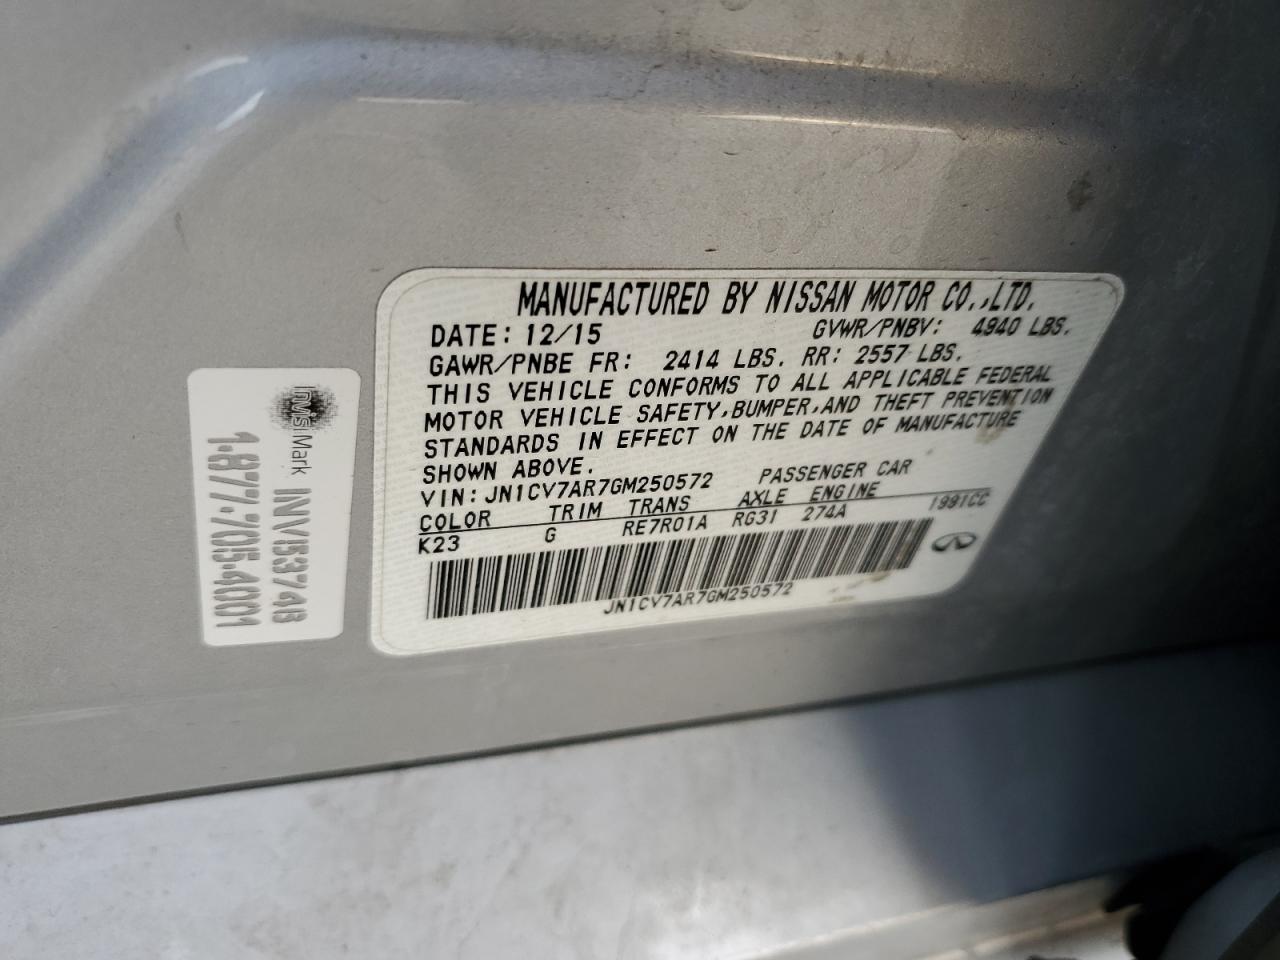 MANUFACTURED BY NISSAN MOTOR CO.,LTD.
DATE: 12/15 GVWR/PNBV: 4940 LBS.
GAWR/PNBE FR: 2414 LBS. RR: 2557 LBS.
THIS VEHICLE CONFORMS TO ALL APPLICABLE FEDERAL
MOTOR VEHICLE SAFETY,BUMPER,AND THEFT PREVENTION
STANDARDS IN EFFECT ON THE DATE OF MANUFACTURE
SHOWN ABOVE.
VIN: JN1CV7AR7GM250572 PASSENGER CAR
COLOR TRIM TRANS AXLE ENGINE
K23 G RE7R01A RG31 274A 1991CC
JN1CV7AR7GM250572
InVisiMark INV53748
1.877.705.4001